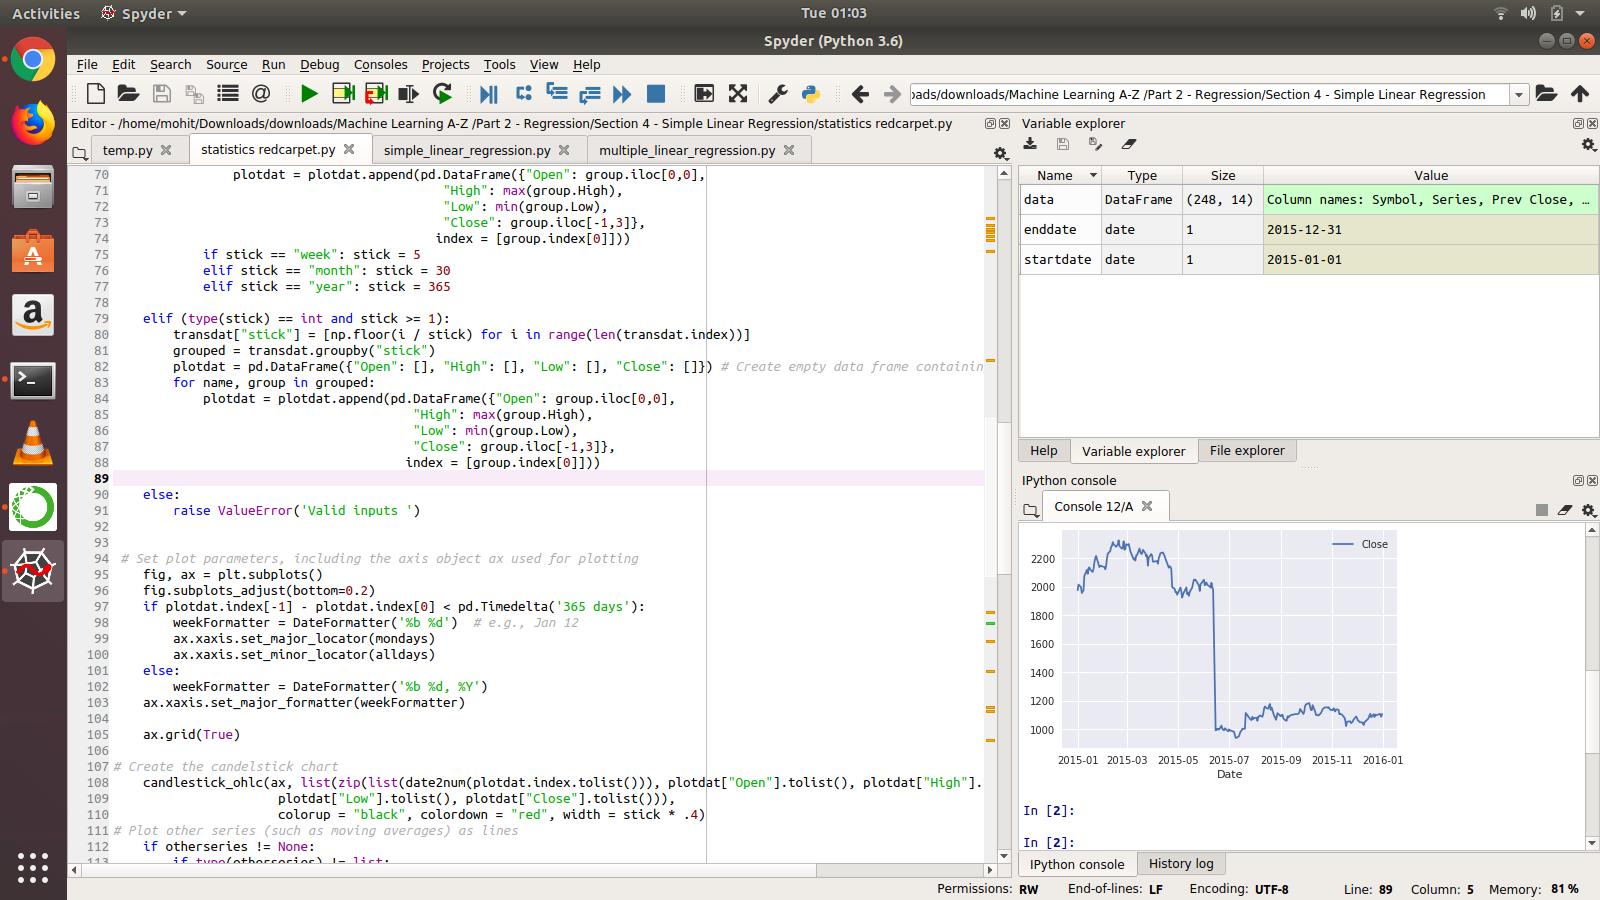 Activities Spyder Tue 01:03
Spyder (Python 3.6)
File Edit Search Source Run Debug Consoles Projects Tools View Help
ads/downloads/Machine Learning A-Z /Part 2 - Regression/Section 4 - Simple Linear Regression
Editor - /home/mohit/Downloads/downloads/Machine Learning A-Z /Part 2 - Regression/Section 4 - Simple Linear Regression/statistics redcarpet.py
temp.py statistics redcarpet.py simple_linear_regression.py multiple_linear_regression.py
70 plotdat = plotdat.append(pd.DataFrame({"Open": group.iloc[0,0],
71 "High": max(group.High),
72 "Low": min(group.Low),
73 "Close": group.iloc[-1,3]},
74 index = [group.index[0]]))
75 if stick == "week": stick = 5
76 elif stick == "month": stick = 30
77 elif stick == "year": stick = 365
78
79 elif (type(stick) == int and stick >= 1):
80 transdat["stick"] = [np.floor(i / stick) for i in range(len(transdat.index))]
81 grouped = transdat.groupby("stick")
82 plotdat = pd.DataFrame({"Open": [], "High": [], "Low": [], "Close": []}) # Create empty data frame containin
83 for name, group in grouped:
84 plotdat = plotdat.append(pd.DataFrame({"Open": group.iloc[0,0],
85 "High": max(group.High),
86 "Low": min(group.Low),
87 "Close": group.iloc[-1,3]},
88 index = [group.index[0]]))
89
90 else:
91 raise ValueError('Valid inputs ')
92
93
94 # Set plot parameters, including the axis object ax used for plotting
95 fig, ax = plt.subplots()
96 fig.subplots_adjust(bottom=0.2)
97 if plotdat.index[-1] - plotdat.index[0] < pd.Timedelta('365 days'):
98 weekFormatter = DateFormatter('%b %d') # e.g., Jan 12
99 ax.xaxis.set_major_locator(mondays)
100 ax.xaxis.set_minor_locator(alldays)
101 else:
102 weekFormatter = DateFormatter('%b %d, %Y')
103 ax.xaxis.set_major_formatter(weekFormatter)
104
105 ax.grid(True)
106
107 # Create the candelstick chart
108 candlestick_ohlc(ax, list(zip(list(date2num(plotdat.index.tolist())), plotdat["Open"].tolist(), plotdat["High"].
109 plotdat["Low"].tolist(), plotdat["Close"].tolist())),
110 colorup = "black", colordown = "red", width = stick * .4)
111 # Plot other series (such as moving averages) as lines
112 if otherseries != None:
113 if type(otherseries) != list:
Variable explorer
Name Type Size Value
data DataFrame (248, 14) Column names: Symbol, Series, Prev Close, …
enddate date 1 2015-12-31
startdate date 1 2015-01-01
Help Variable explorer File explorer
IPython console
Console 12/A
Close
2200
2000
1800
1600
1400
1200
1000
2015-01 2015-03 2015-05 2015-07 2015-09 2015-11 2016-01
Date
In [2]:
In [2]:
IPython console History log
Permissions: RW End-of-lines: LF Encoding: UTF-8 Line: 89 Column: 5 Memory: 81 %